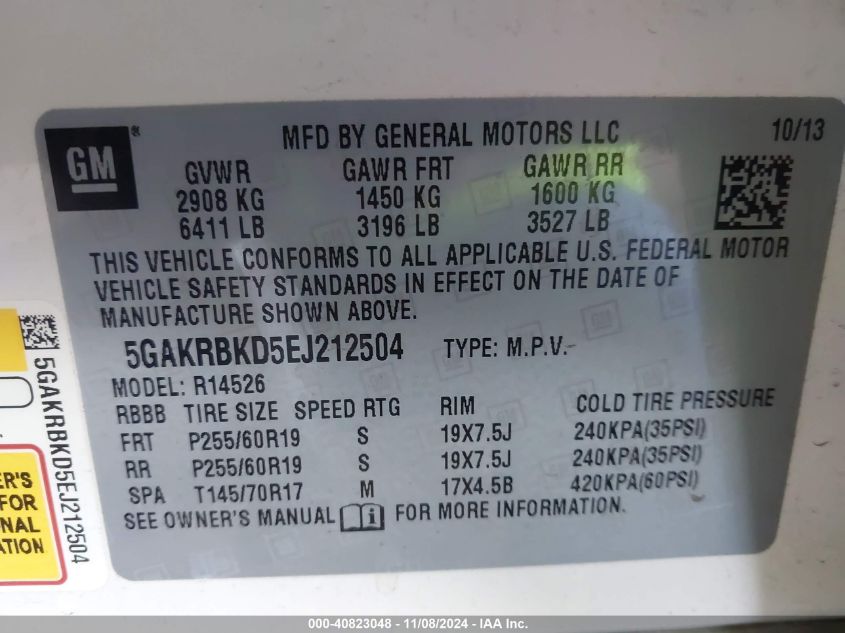 GM ®
MFD BY GENERAL MOTORS LLC 10/13
GVWR GAWR FRT GAWR RR
2908 KG 1450 KG 1600 KG
6411 LB 3196 LB 3527 LB
THIS VEHICLE CONFORMS TO ALL APPLICABLE U.S. FEDERAL MOTOR
VEHICLE SAFETY STANDARDS IN EFFECT ON THE DATE OF
MANUFACTURE SHOWN ABOVE.
5GAKRBKD5EJ212504 TYPE: M.P.V.
MODEL: R14526
RBBB TIRE SIZE SPEED RTG RIM COLD TIRE PRESSURE
FRT P255/60R19 S 19X7.5J 240KPA(35PSI)
RR P255/60R19 S 19X7.5J 240KPA(35PSI)
SPA T145/70R17 M 17X4.5B 420KPA(60PSI)
SEE OWNER'S MANUAL i FOR MORE INFORMATION.
5GAKRBKD5EJ212504
ER'S
FOR
NAL
ATION
000-40823048 - 11/08/2024 - IAA Inc.